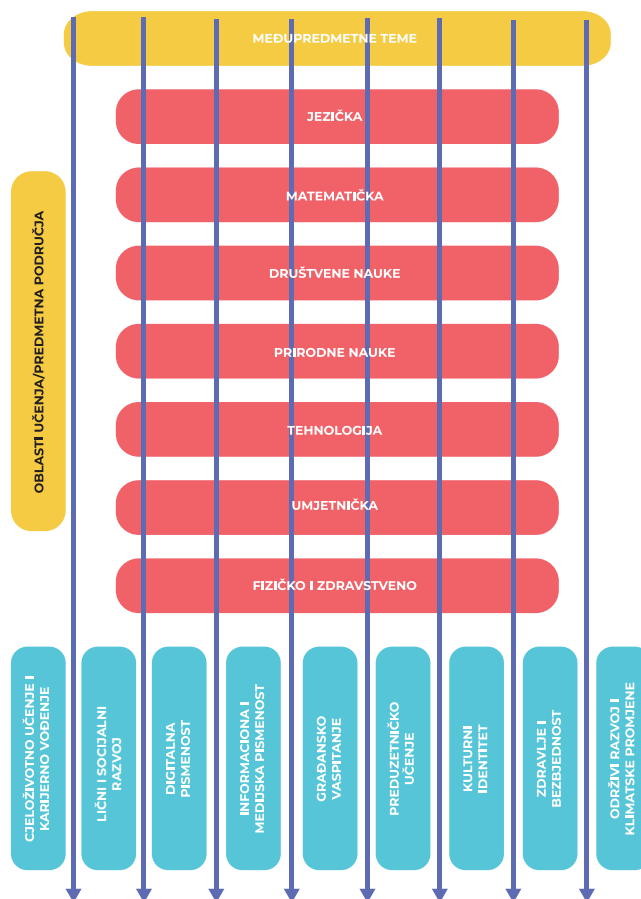 MEĐUPREDMETNE TEME
JEZIČKA
MATEMATIČKA
DRUŠTVENE NAUKE
PRIRODNE NAUKE
TEHNOLOGIJA
UMJETNIČKA
FIZIČKO I ZDRAVSTVENO
OBLASTI UČENJA/PREDMETNA PODRUČJA
CJELOŽIVOTNO UČENJE I
KARIJERNO VOĐENJE
LIČNI I SOCIJALNI
RAZVOJ
DIGITALNA
PISMENOST
INFORMACIONA I
MEDIJSKA PISMENOST
GRAĐANSKO
VASPITANJE
PREDUZETNIČKO
UČENJE
KULTURNI
IDENTITET
ZDRAVLJE I
BEZBJEDNOST
ODRŽIVI RAZVOJ I
KLIMATSKE PROMJENE